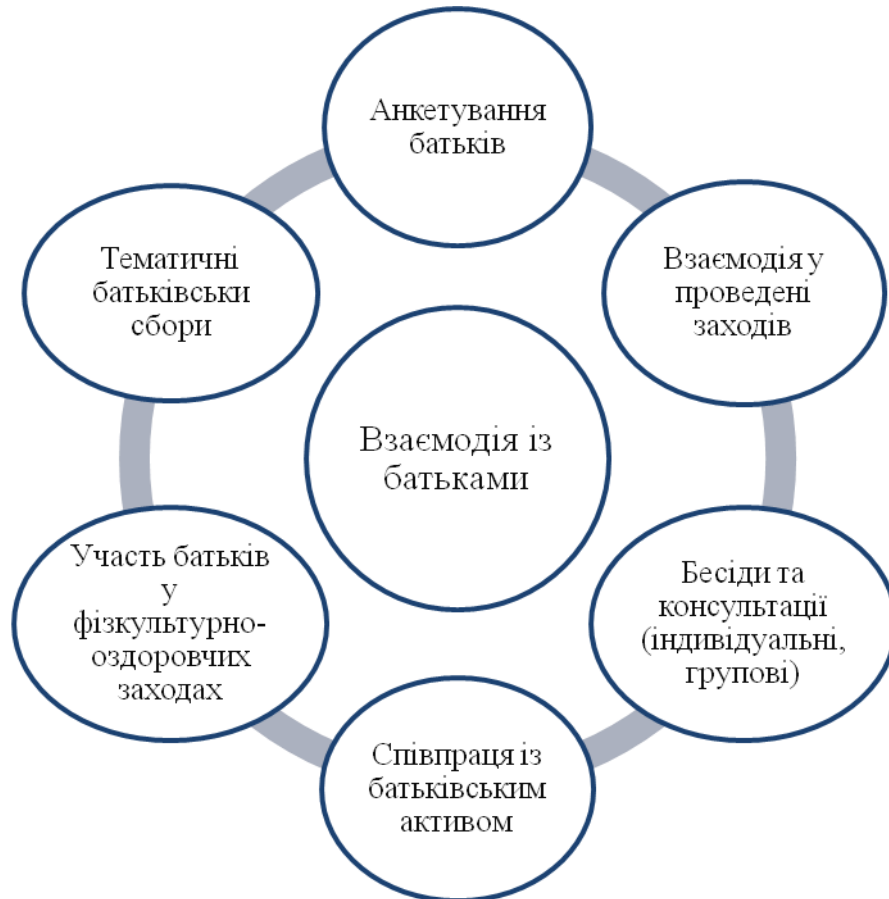 Анкетування
батьків
Взаємодія у
проведені
заходів
Бесіди та
консультації
(індивідуальні,
групові)
Співпраця із
батьківським
активом
Участь батьків
у
фізкультурно-
оздоровчих
заходах
Тематичні
батьківськи
сбори
Взаємодія із
батьками